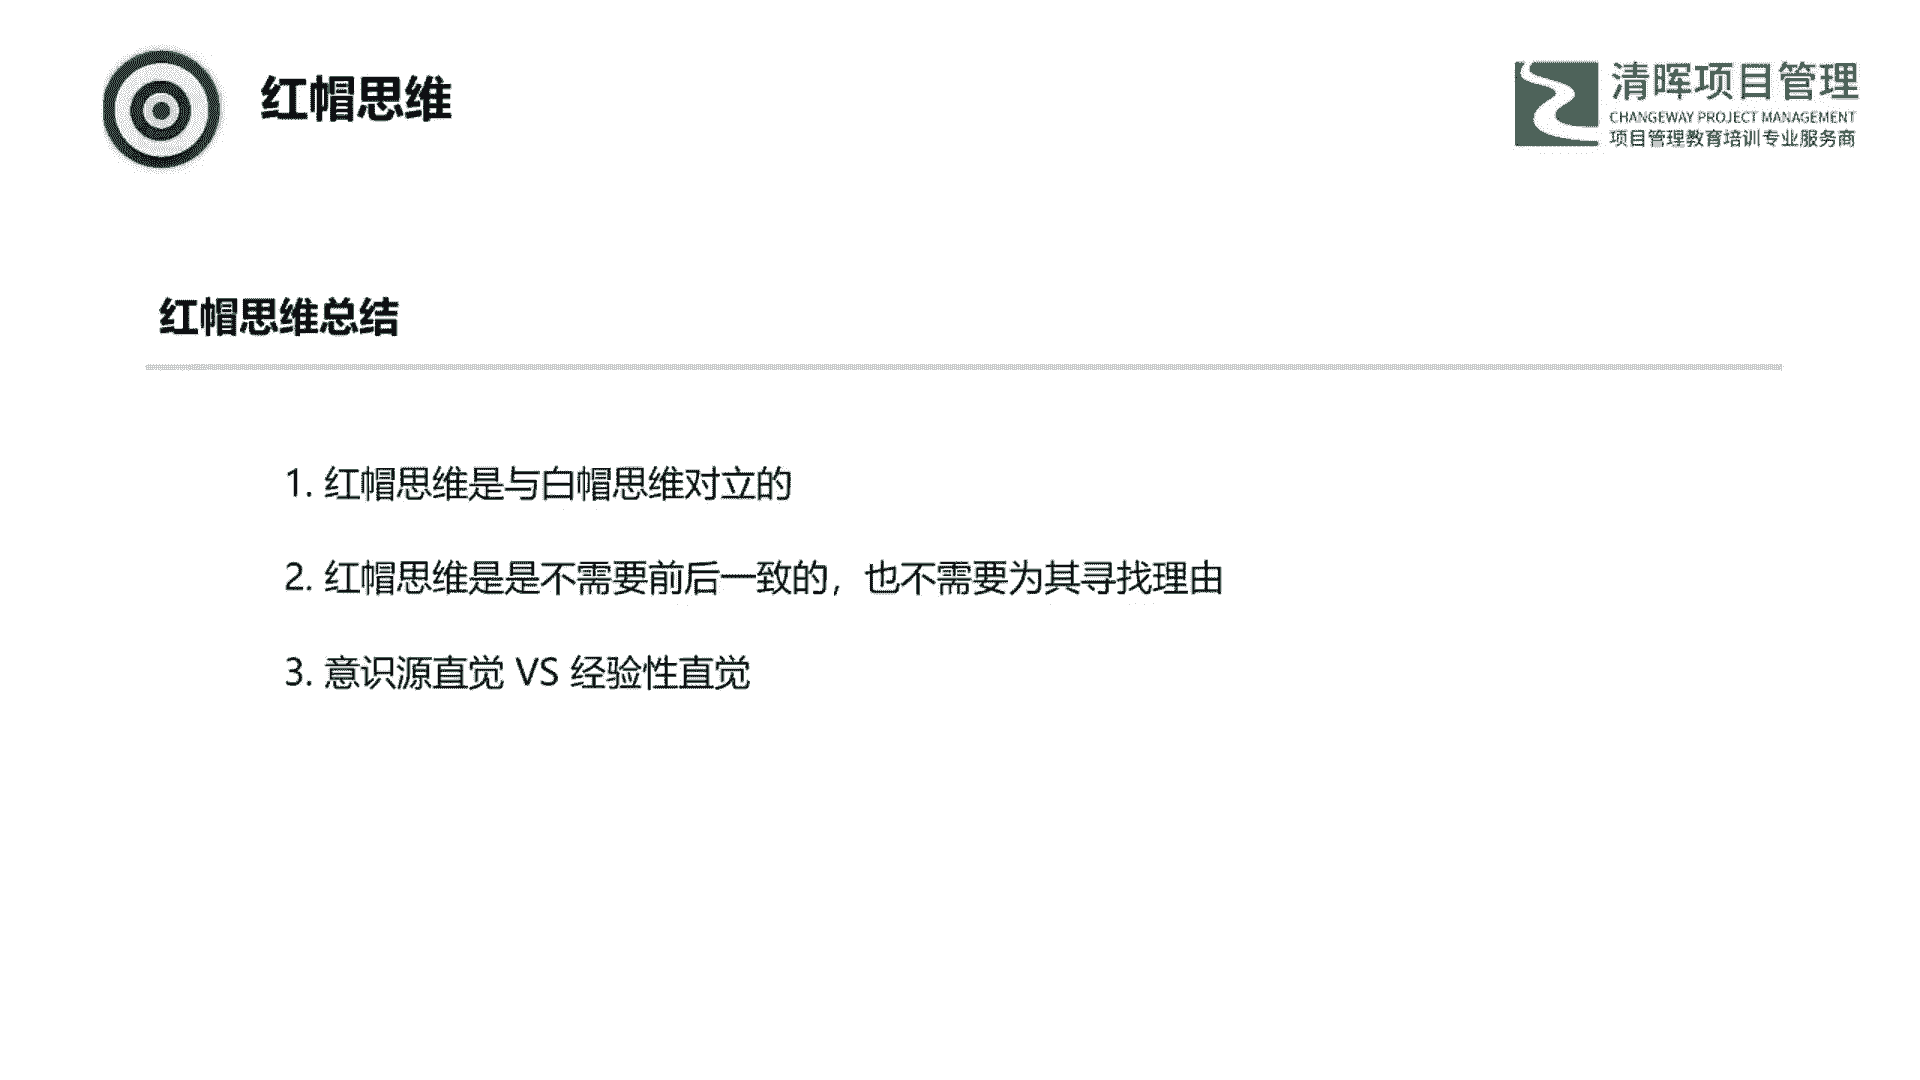 红帽思维
清晖项目管理
CHANGEWAY PROJECT MANAGEMENT
项目管理教育培训专业服务商
红帽思维总结
1. 红帽思维是与白帽思维对立的
2. 红帽思维是是不需要前后一致的，也不需要为其寻找理由
3. 意识源直觉 VS 经验性直觉